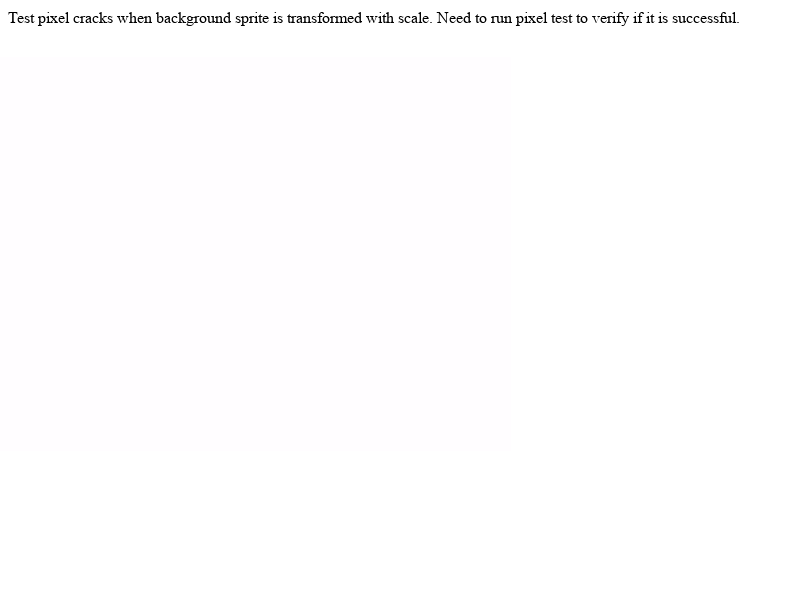 Test pixel cracks when background sprite is transformed with scale. Need to run pixel test to verify if it is successful.